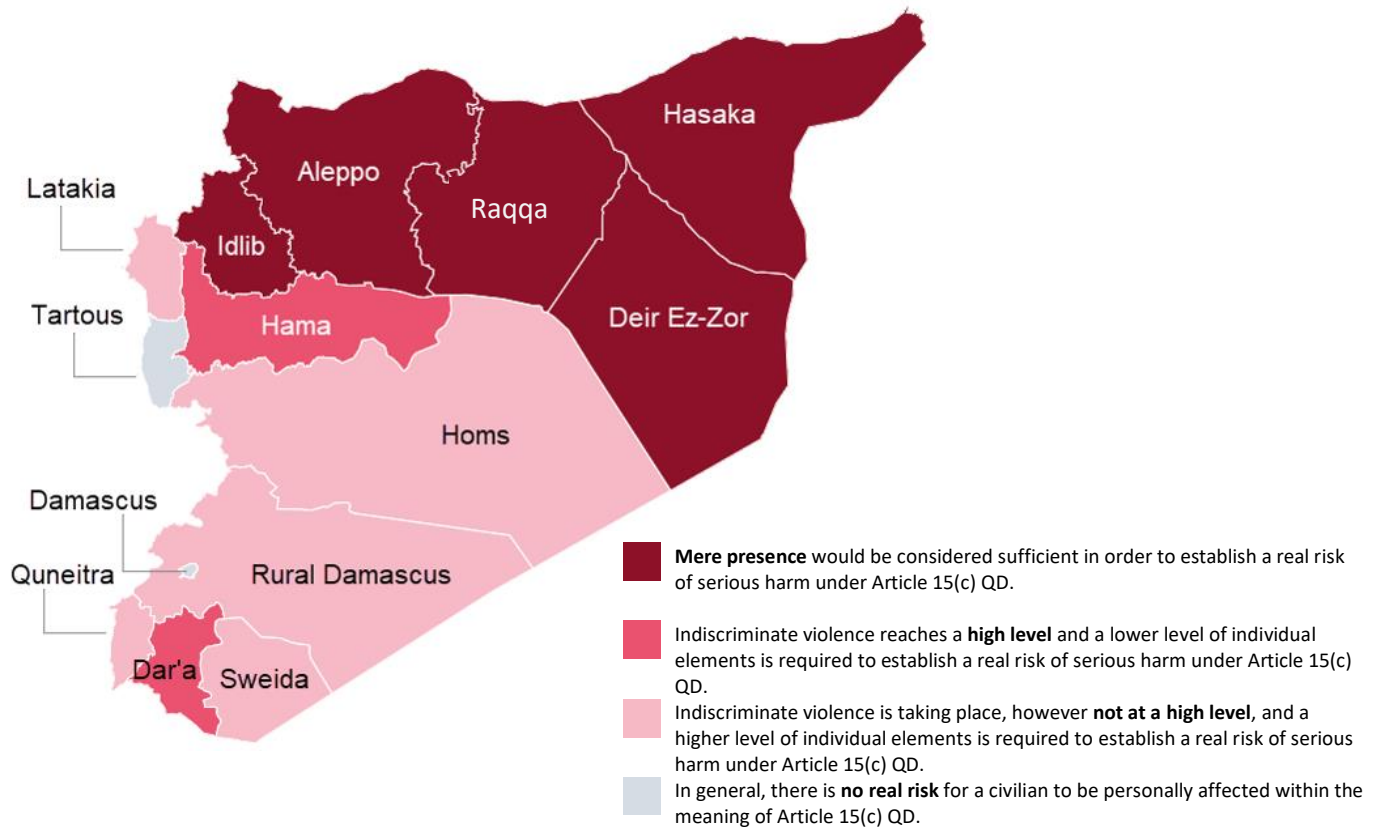 Hasaka
Aleppo
Latakia
Raqqa
Idlib
Tartous
Hama
Deir Ez-Zor
Homs
Damascus
Quneitra
Rural Damascus
Dar'a
Sweida
Mere presence would be considered sufficient in order to establish a real risk
of serious harm under Article 15(c) QD.
Indiscriminate violence reaches a high level and a lower level of individual
elements is required to establish a real risk of serious harm under Article 15(c)
QD.
Indiscriminate violence is taking place, however not at a high level, and a
higher level of individual elements is required to establish a real risk of serious
harm under Article 15(c) QD.
In general, there is no real risk for a civilian to be personally affected within the
meaning of Article 15(c) QD.